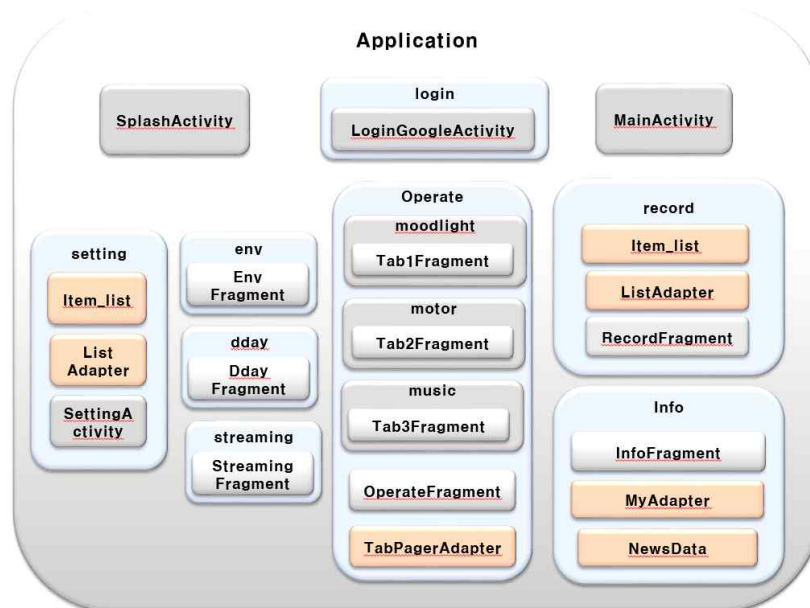 Application
SplashActivity
login
LoginGoogleActivity
MainActivity
setting
Item_list
List
Adapter
SettingA
ctivity
env
Env
Fragment
dday
Dday
Fragment
streaming
Streaming
Fragment
Operate
moodlight
Tab1Fragment
motor
Tab2Fragment
music
Tab3Fragment
OperateFragment
TabPagerAdapter
record
Item_list
ListAdapter
RecordFragment
Info
InfoFragment
MyAdapter
NewsData